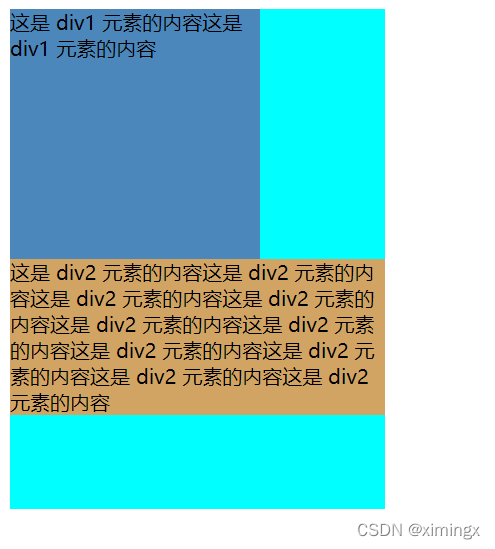 这是 div1 元素的内容这是
div1 元素的内容
这是 div2 元素的内容这是 div2 元素的内
容这是 div2 元素的内容这是 div2 元素的
内容这是 div2 元素的内容这是 div2 元素
的内容这是 div2 元素的内容这是 div2 元
素的内容这是 div2 元素的内容这是 div2
元素的内容
CSDN @ximingx